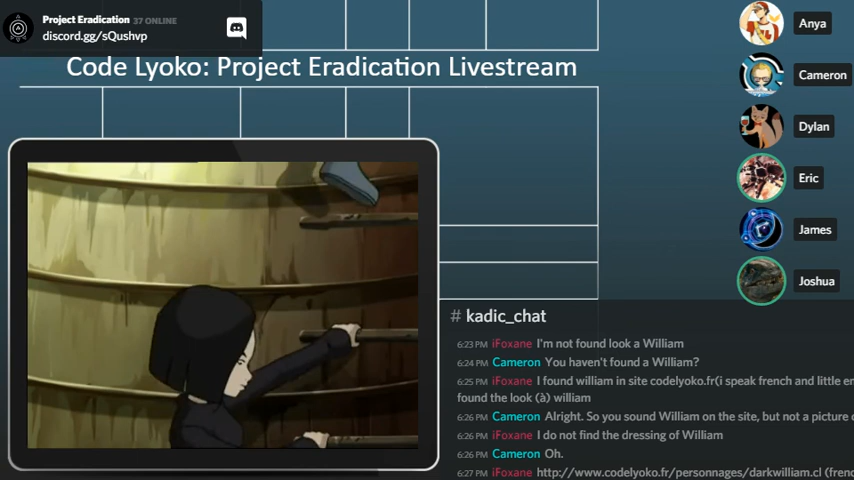 Project Eradication 37 ONLINE
discord.gg/sQushvp
Code Lyoko: Project Eradication Livestream
Anya
Cameron
Dylan
Eric
James
Joshua
# kadic_chat
6:23 PM iFoxane I'm not found look a William
6:24 PM Cameron You haven't found a William?
6:25 PM iFoxane I found william in site codelyoko.fr(i speak french and little en
found the look (à) william
6:26 PM Cameron Alright. So you sound William on the site, but not a picture o
6:26 PM iFoxane I do not find the dressing of William
6:26 PM Cameron Oh.
6:27 PM iFoxane http://www.codelyoko.fr/personnages/darkwilliam.cl (frenc